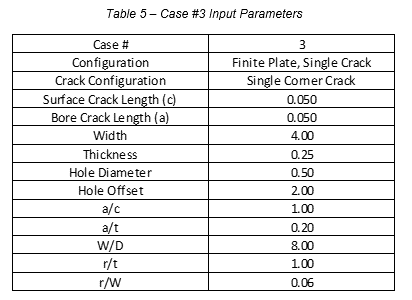 Table 5 – Case #3 Input Parameters
Case # 3
Configuration Finite Plate, Single Crack
Crack Configuration Single Corner Crack
Surface Crack Length (c) 0.050
Bore Crack Length (a) 0.050
Width 4.00
Thickness 0.25
Hole Diameter 0.50
Hole Offset 2.00
a/c 1.00
a/t 0.20
W/D 8.00
r/t 1.00
r/W 0.06